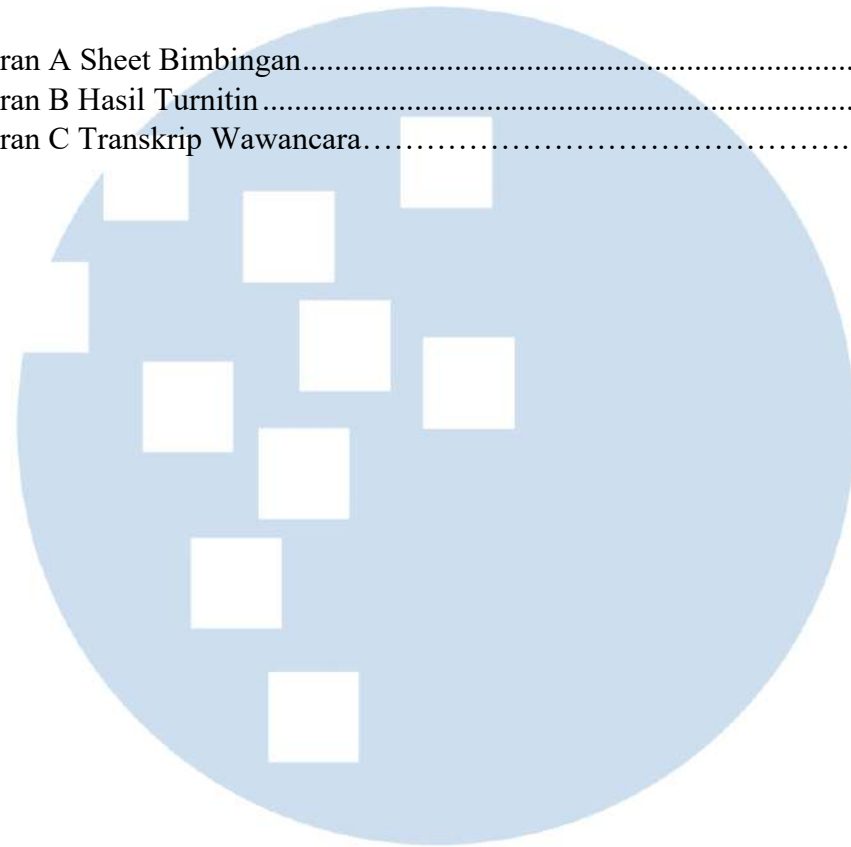 ran A Sheet Bimbingan........................................................................
ran B Hasil Turnitin.............................................................................
ran C Transkrip Wawancara……………………………………………….